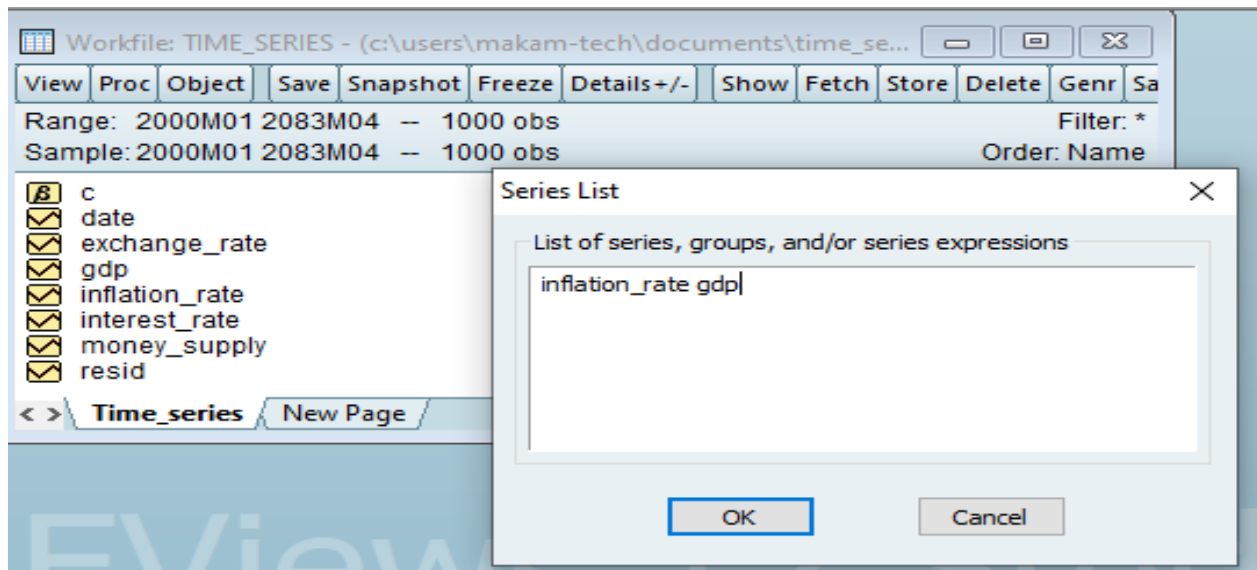 Workfile: TIME_SERIES - (c:\users\makam-tech\documents\time_se...
View Proc Object Save Snapshot Freeze Details+/- Show Fetch Store Delete Genr Sa
Range: 2000M01 2083M04 -- 1000 obs Filter: *
Sample: 2000M01 2083M04 -- 1000 obs Order: Name
β c
date
exchange_rate
gdp
inflation_rate
interest_rate
money_supply
resid
< > Time_series New Page
Series List
List of series, groups, and/or series expressions
inflation_rate gdp
OK Cancel